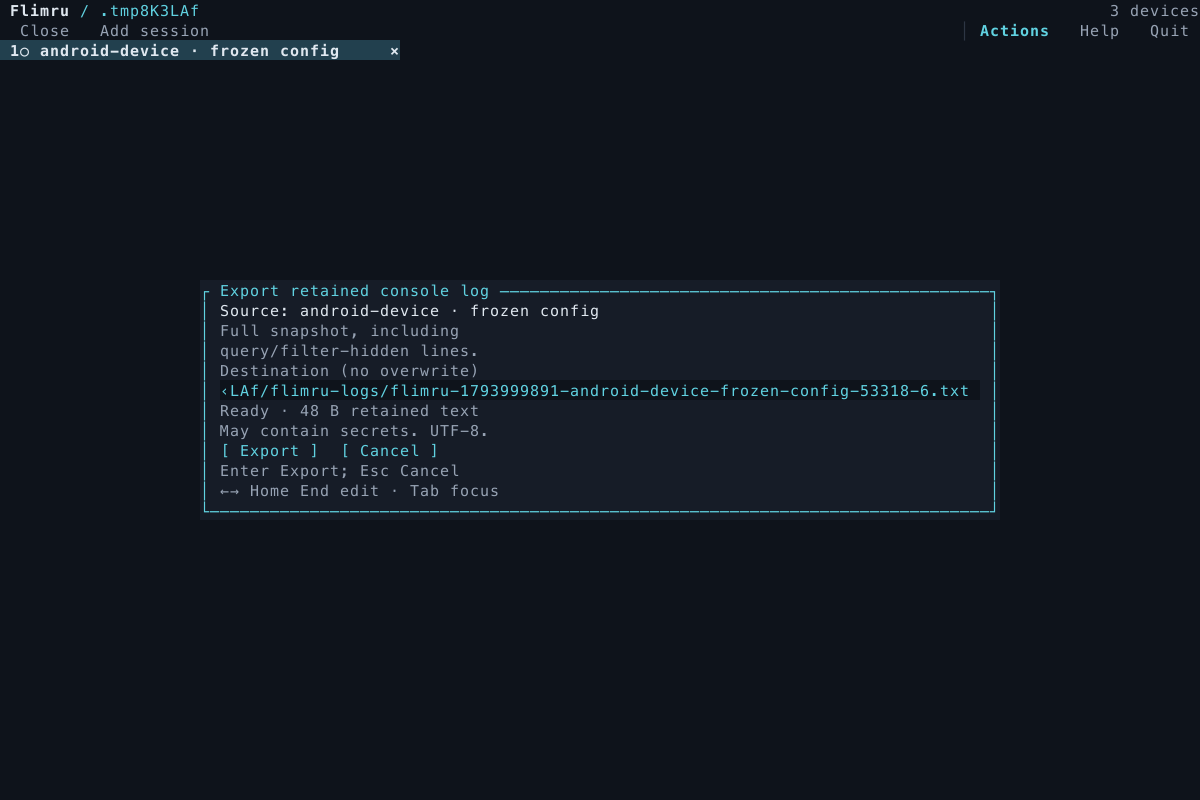 Flimru / .tmp8K3LAf 3 devices
Close Add session │ Actions Help Quit
1○ android-device · frozen config ×
Export retained console log
Source: android-device · frozen config
Full snapshot, including
query/filter-hidden lines.
Destination (no overwrite)
‹LAf/flimru-logs/flimru-1793999891-android-device-frozen-config-53318-6.txt
Ready · 48 B retained text
May contain secrets. UTF-8.
[ Export ] [ Cancel ]
Enter Export; Esc Cancel
←→ Home End edit · Tab focus